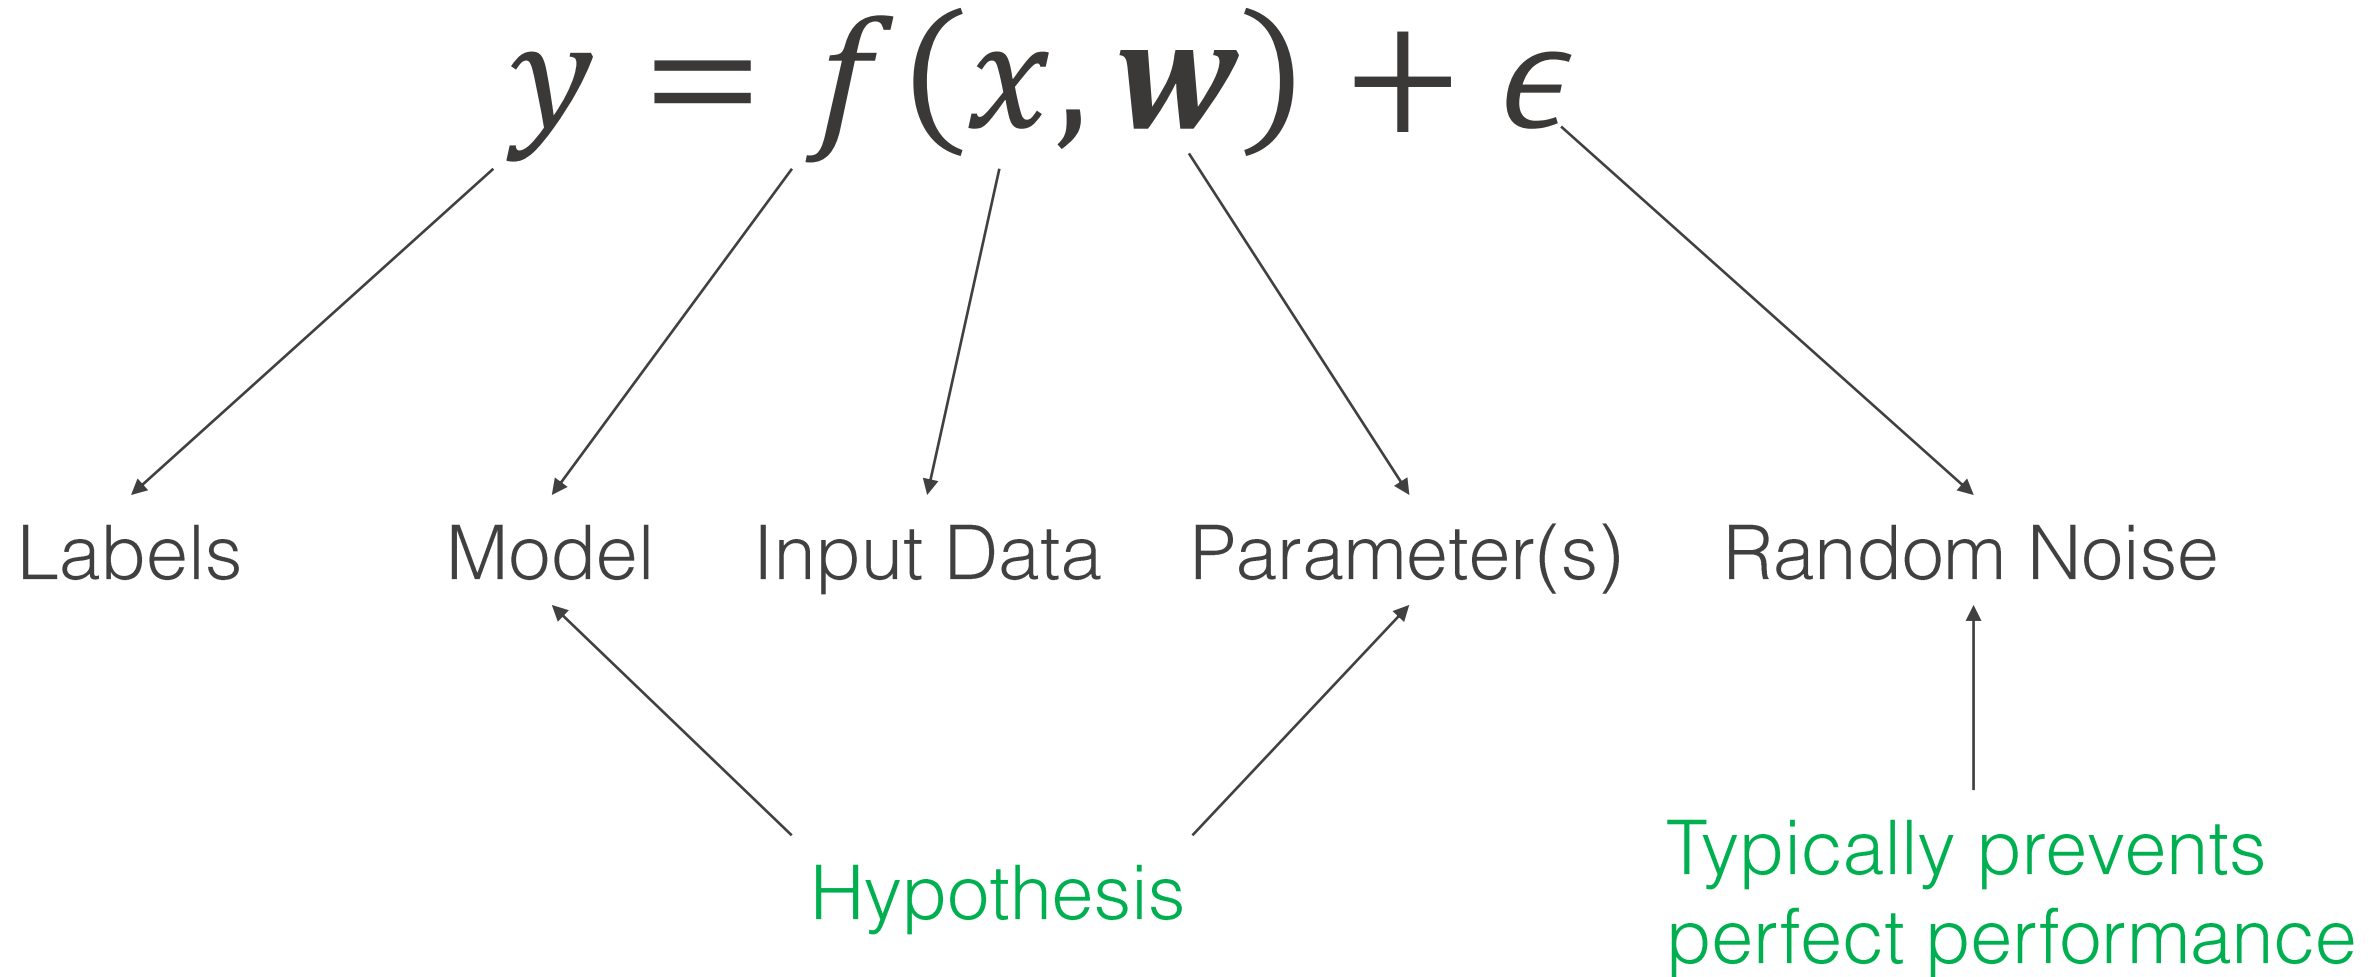 y = f(x, w) + ϵ
Labels Model Input Data Parameter(s) Random Noise
Hypothesis
Typically prevents
perfect performance